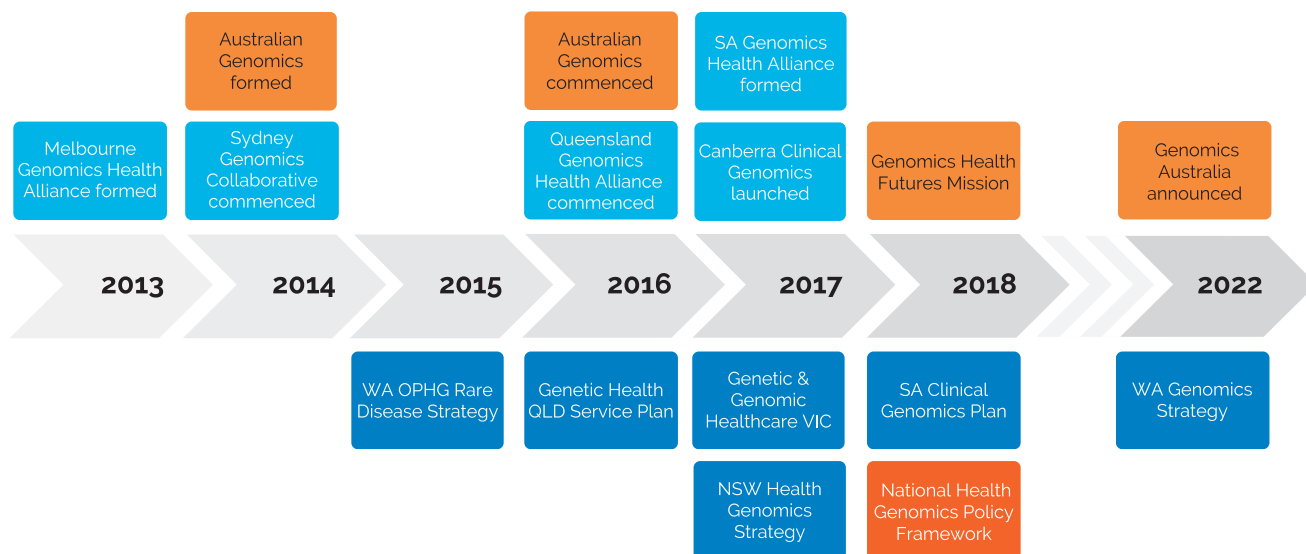 Australian
Genomics
formed
Australian
Genomics
commenced
SA Genomics
Health Alliance
formed
Melbourne
Genomics Health
Alliance formed
Sydney
Genomics
Collaborative
commenced
Queensland
Genomics
Health Alliance
commenced
Canberra Clinical
Genomics
launched
Genomics Health
Futures Mission
Genomics
Australia
announced
2013
2014
2015
2016
2017
2018
2022
WA OPHG Rare
Disease Strategy
Genetic Health
QLD Service Plan
Genetic &
Genomic
Healthcare VIC
SA Clinical
Genomics Plan
WA Genomics
Strategy
NSW Health
Genomics
Strategy
National Health
Genomics Policy
Framework